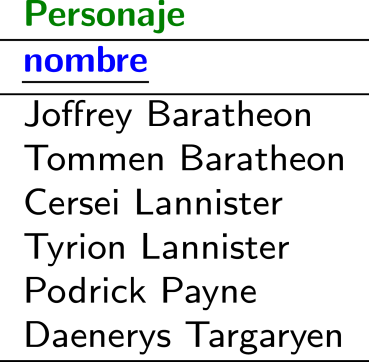 Personaje
nombre
Joffrey Baratheon
Tommen Baratheon
Cersei Lannister
Tyrion Lannister
Podrick Payne
Daenerys Targaryen